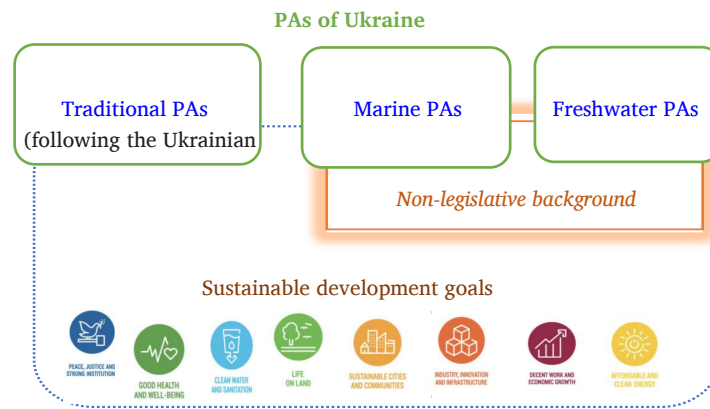 PAs of Ukraine
Traditional PAs
(following the Ukrainian
Marine PAs
Freshwater PAs
Non-legislative background
Sustainable development goals
PEACE, JUSTICE AND
STRONG INSTITUTION
GOOD HEALTH
AND WELL-BEING
CLEAN WATER
AND SANITATION
LIFE
ON LAND
SUSTAINABLE CITIES
AND COMMUNITIES
INDUSTRY, INNOVATION
AND INFRASTRUCTURE
DECENT WORK AND
ECONOMIC GROWTH
AFFORDABLE AND
CLEAN ENERGY